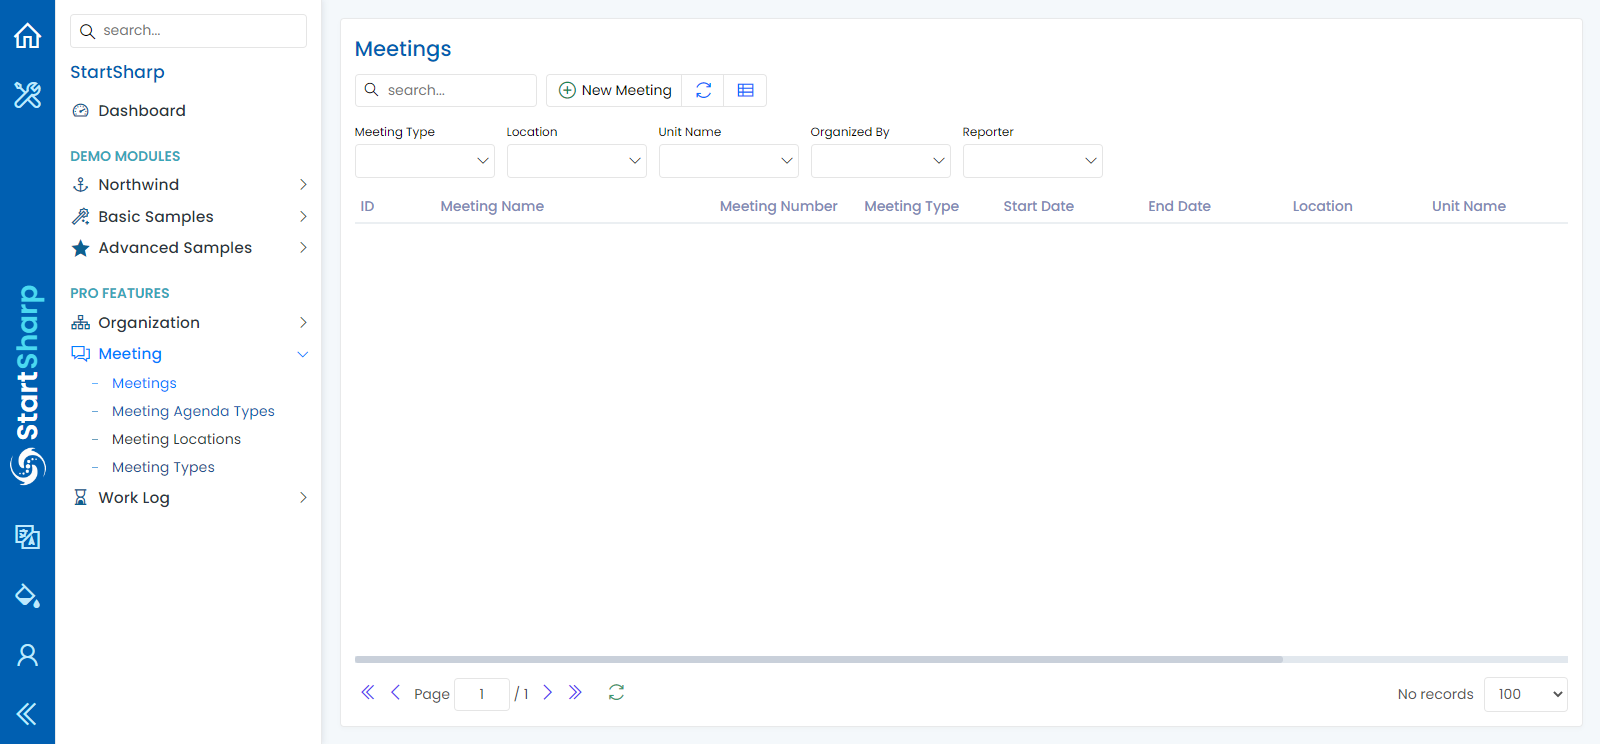 StartSharp
search...
StartSharp
Dashboard
DEMO MODULES
Northwind
Basic Samples
Advanced Samples
PRO FEATURES
Organization
Meeting
- Meetings
- Meeting Agenda Types
- Meeting Locations
- Meeting Types
Work Log
Meetings
search... New Meeting
Meeting Type Location Unit Name Organized By Reporter
ID Meeting Name Meeting Number Meeting Type Start Date End Date Location Unit Name
Page 1 / 1 No records 100